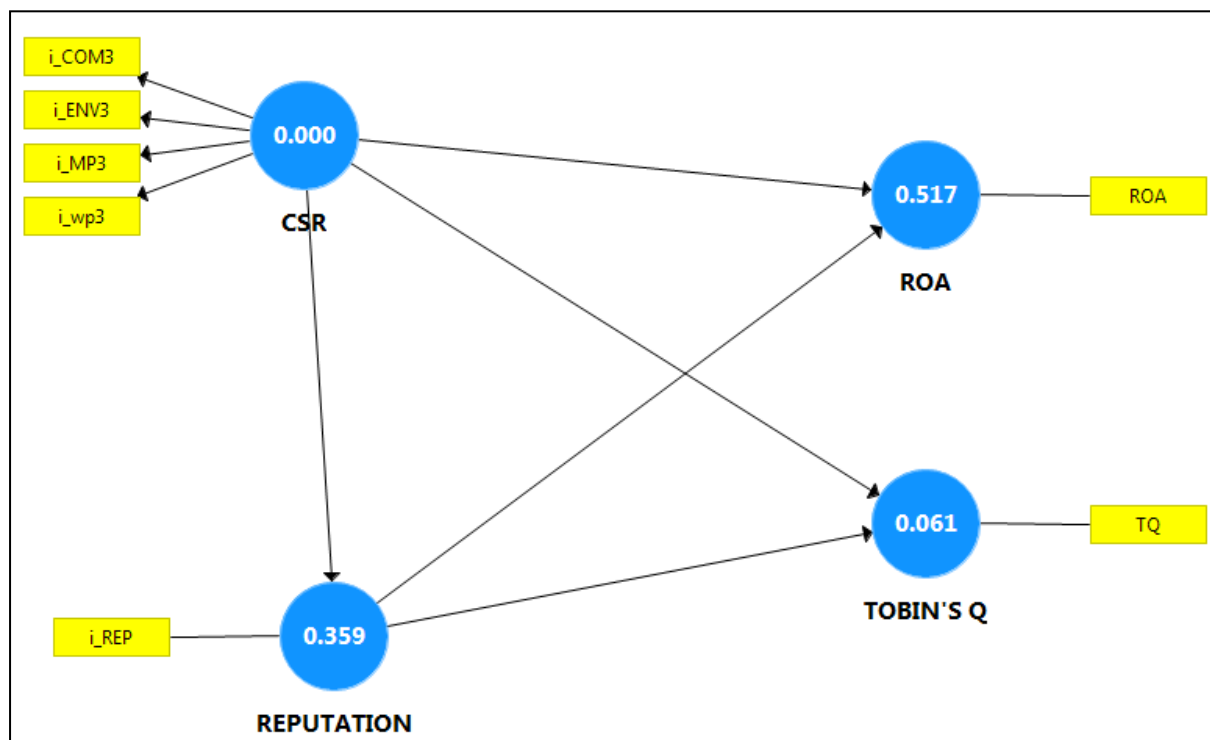 i_COM3
i_ENV3
i_MP3
i_wp3
0.000
CSR
0.517
ROA
ROA
0.061
TQ
TOBIN'S Q
i_REP
0.359
REPUTATION